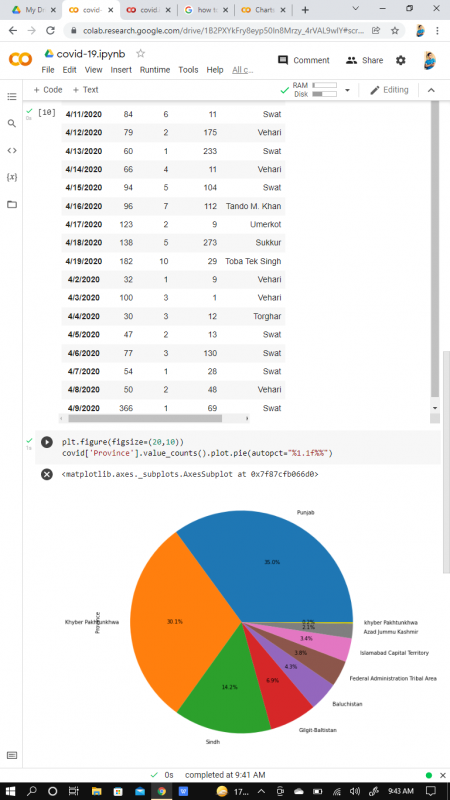 My Dr
covid-
covid
how to
Charts
colab.research.google.com/drive/1B2PXYkFry8eyp50In8Mrzy_4rVAL9wIY#scr...
covid-19.ipynb
File Edit View Insert Runtime Tools Help All c...
Comment
Share
+ Code + Text
RAM
Disk
Editing
[10]
0s
4/11/2020 84 6 11 Swat
4/12/2020 79 2 175 Vehari
4/13/2020 60 1 233 Swat
4/14/2020 66 4 11 Vehari
4/15/2020 94 5 104 Swat
4/16/2020 96 7 112 Tando M. Khan
4/17/2020 123 2 9 Umerkot
4/18/2020 138 5 273 Sukkur
4/19/2020 182 10 29 Toba Tek Singh
4/2/2020 32 1 9 Vehari
4/3/2020 100 3 1 Vehari
4/4/2020 30 3 12 Torghar
4/5/2020 47 2 13 Swat
4/6/2020 77 3 130 Swat
4/7/2020 54 1 28 Swat
4/8/2020 50 2 48 Vehari
4/9/2020 366 1 69 Swat
1s
plt.figure(figsize=(20,10))
covid['Province'].value_counts().plot.pie(autopct="%1.1f%%")
<matplotlib.axes._subplots.AxesSubplot at 0x7f87cfb066d0>
Punjab
35.0%
Khyber Pakhtunkhwa
Province
30.1%
khyber Pakhtunkhwa
2.1%
Azad Jummu Kashmir
3.4%
Islamabad Capital Territory
3.8%
Federal Administration Tribal Area
4.3%
Baluchistan
6.9%
Gilgit-Baltistan
14.2%
Sindh
0s completed at 9:41 AM
17...
9:43 AM